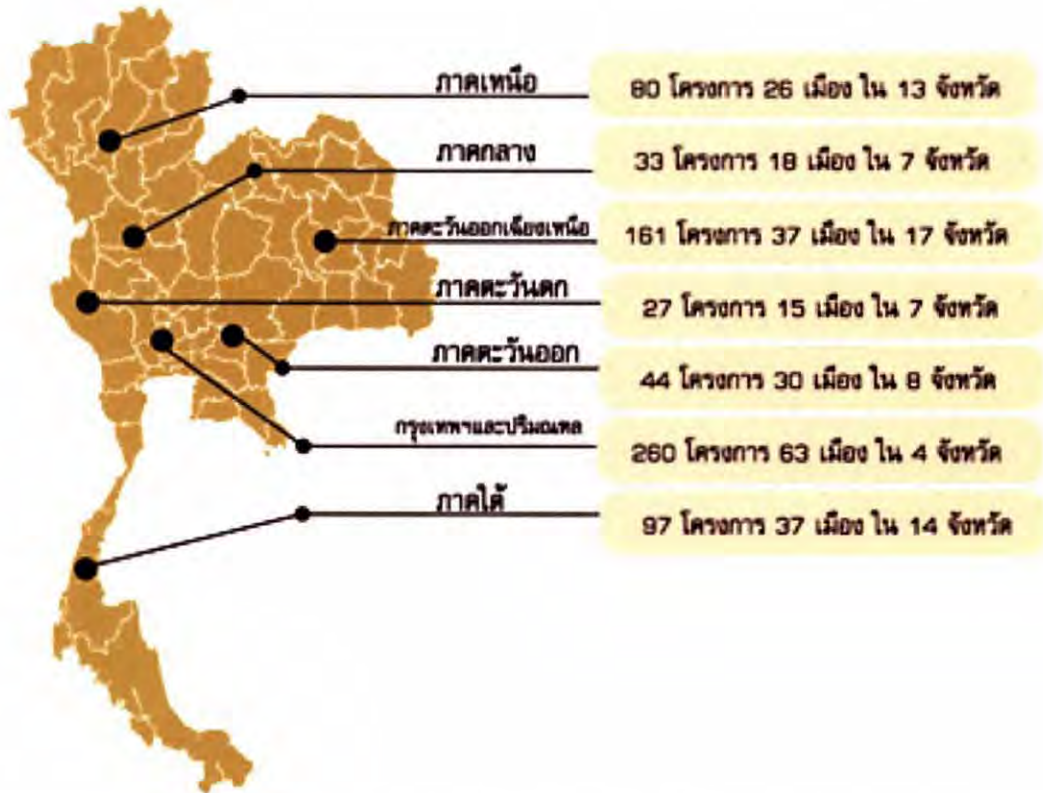 ภาคเหนือ 80 โครงการ 26 เมือง ใน 13 จังหวัด
ภาคกลาง 33 โครงการ 18 เมือง ใน 7 จังหวัด
ภาคตะวันออกเฉียงเหนือ 161 โครงการ 37 เมือง ใน 17 จังหวัด
ภาคตะวันตก 27 โครงการ 15 เมือง ใน 7 จังหวัด
ภาคตะวันออก 44 โครงการ 30 เมือง ใน 8 จังหวัด
กรุงเทพฯและปริมณฑล 260 โครงการ 63 เมือง ใน 4 จังหวัด
ภาคใต้ 97 โครงการ 37 เมือง ใน 14 จังหวัด